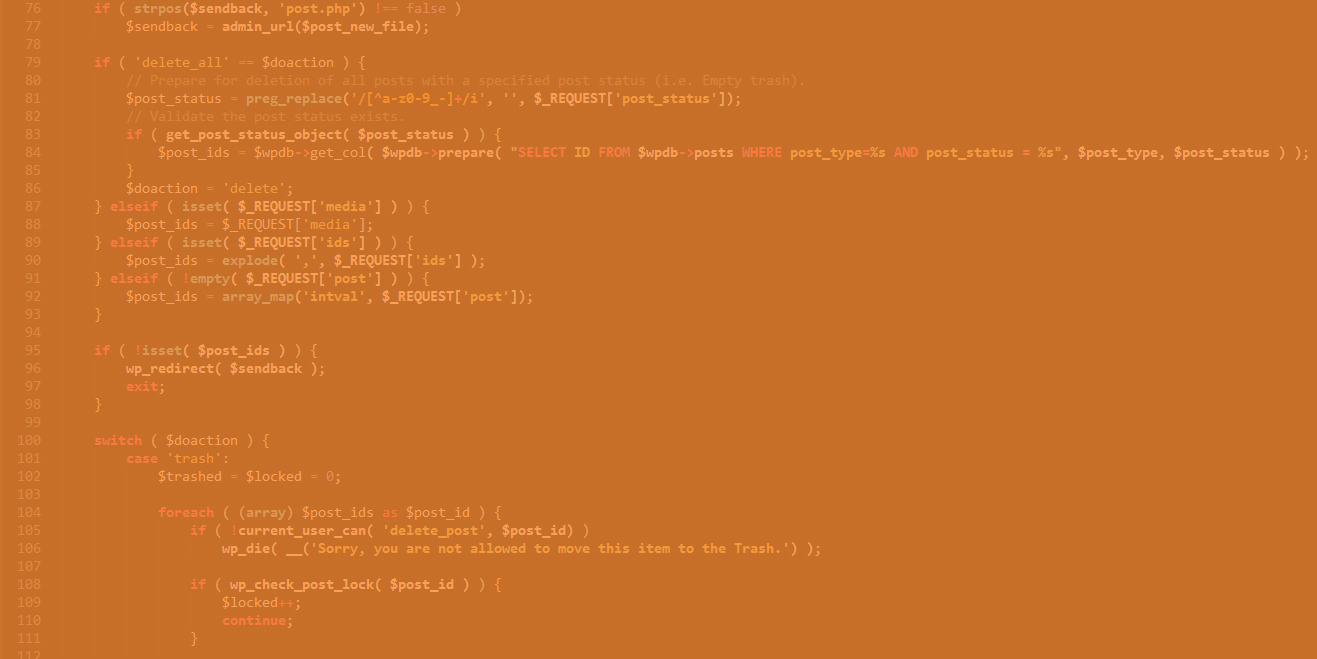 76 if ( strpos($sendback, 'post.php') !== false )
77 $sendback = admin_url($post_new_file);
78
79 if ( 'delete_all' == $doaction ) {
80 // Prepare for deletion of all posts with a specified post status (i.e. Empty trash).
81 $post_status = preg_replace('/[^a-z0-9_-]+/i', '', $_REQUEST['post_status']);
82 // Validate the post status exists.
83 if ( get_post_status_object( $post_status ) ) {
84 $post_ids = $wpdb->get_col( $wpdb->prepare( "SELECT ID FROM $wpdb->posts WHERE post_type=%s AND post_status = %s", $post_type, $post_status ) );
85 }
86 $doaction = 'delete';
87 } elseif ( isset( $_REQUEST['media'] ) ) {
88 $post_ids = $_REQUEST['media'];
89 } elseif ( isset( $_REQUEST['ids'] ) ) {
90 $post_ids = explode( ',', $_REQUEST['ids'] );
91 } elseif ( !empty( $_REQUEST['post'] ) ) {
92 $post_ids = array_map('intval', $_REQUEST['post']);
93 }
94
95 if ( !isset( $post_ids ) ) {
96 wp_redirect( $sendback );
97 exit;
98 }
99
100 switch ( $doaction ) {
101 case 'trash':
102 $trashed = $locked = 0;
103
104 foreach ( (array) $post_ids as $post_id ) {
105 if ( !current_user_can( 'delete_post', $post_id) )
106 wp_die( __('Sorry, you are not allowed to move this item to the Trash.') );
107
108 if ( wp_check_post_lock( $post_id ) ) {
109 $locked++;
110 continue;
111 }
112